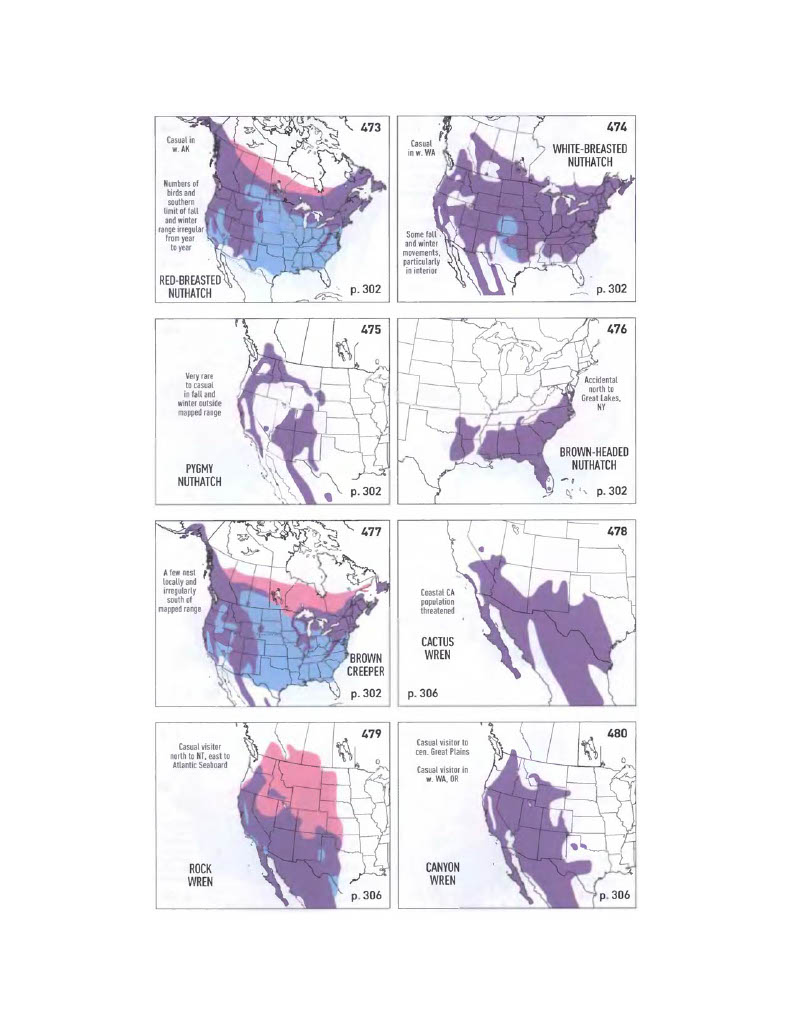 473
Casual in
w. AK
Numbers of
birds and
southern
limit of fall
and winter
range irregular
from year
to year
RED-BREASTED
NUTHATCH
p. 302
474
Casual
in w. WA
WHITE-BREASTED
NUTHATCH
Some fall
and winter
movements,
particularly
in interior
p. 302
475
Very rare
to casual
in fall and
winter outside
mapped range
PYGMY
NUTHATCH
p. 302
476
Accidental
north to
Great Lakes,
NY
BROWN-HEADED
NUTHATCH
p. 302
477
A few nest
locally and
irregularly
south of
mapped range
BROWN
CREEPER
p. 302
478
Coastal CA
population
threatened
CACTUS
WREN
p. 306
479
Casual visitor
north to NT, east to
Atlantic Seaboard
ROCK
WREN
p. 306
480
Casual visitor to
cen. Great Plains
Casual visitor in
w. WA, OR
CANYON
WREN
p. 306